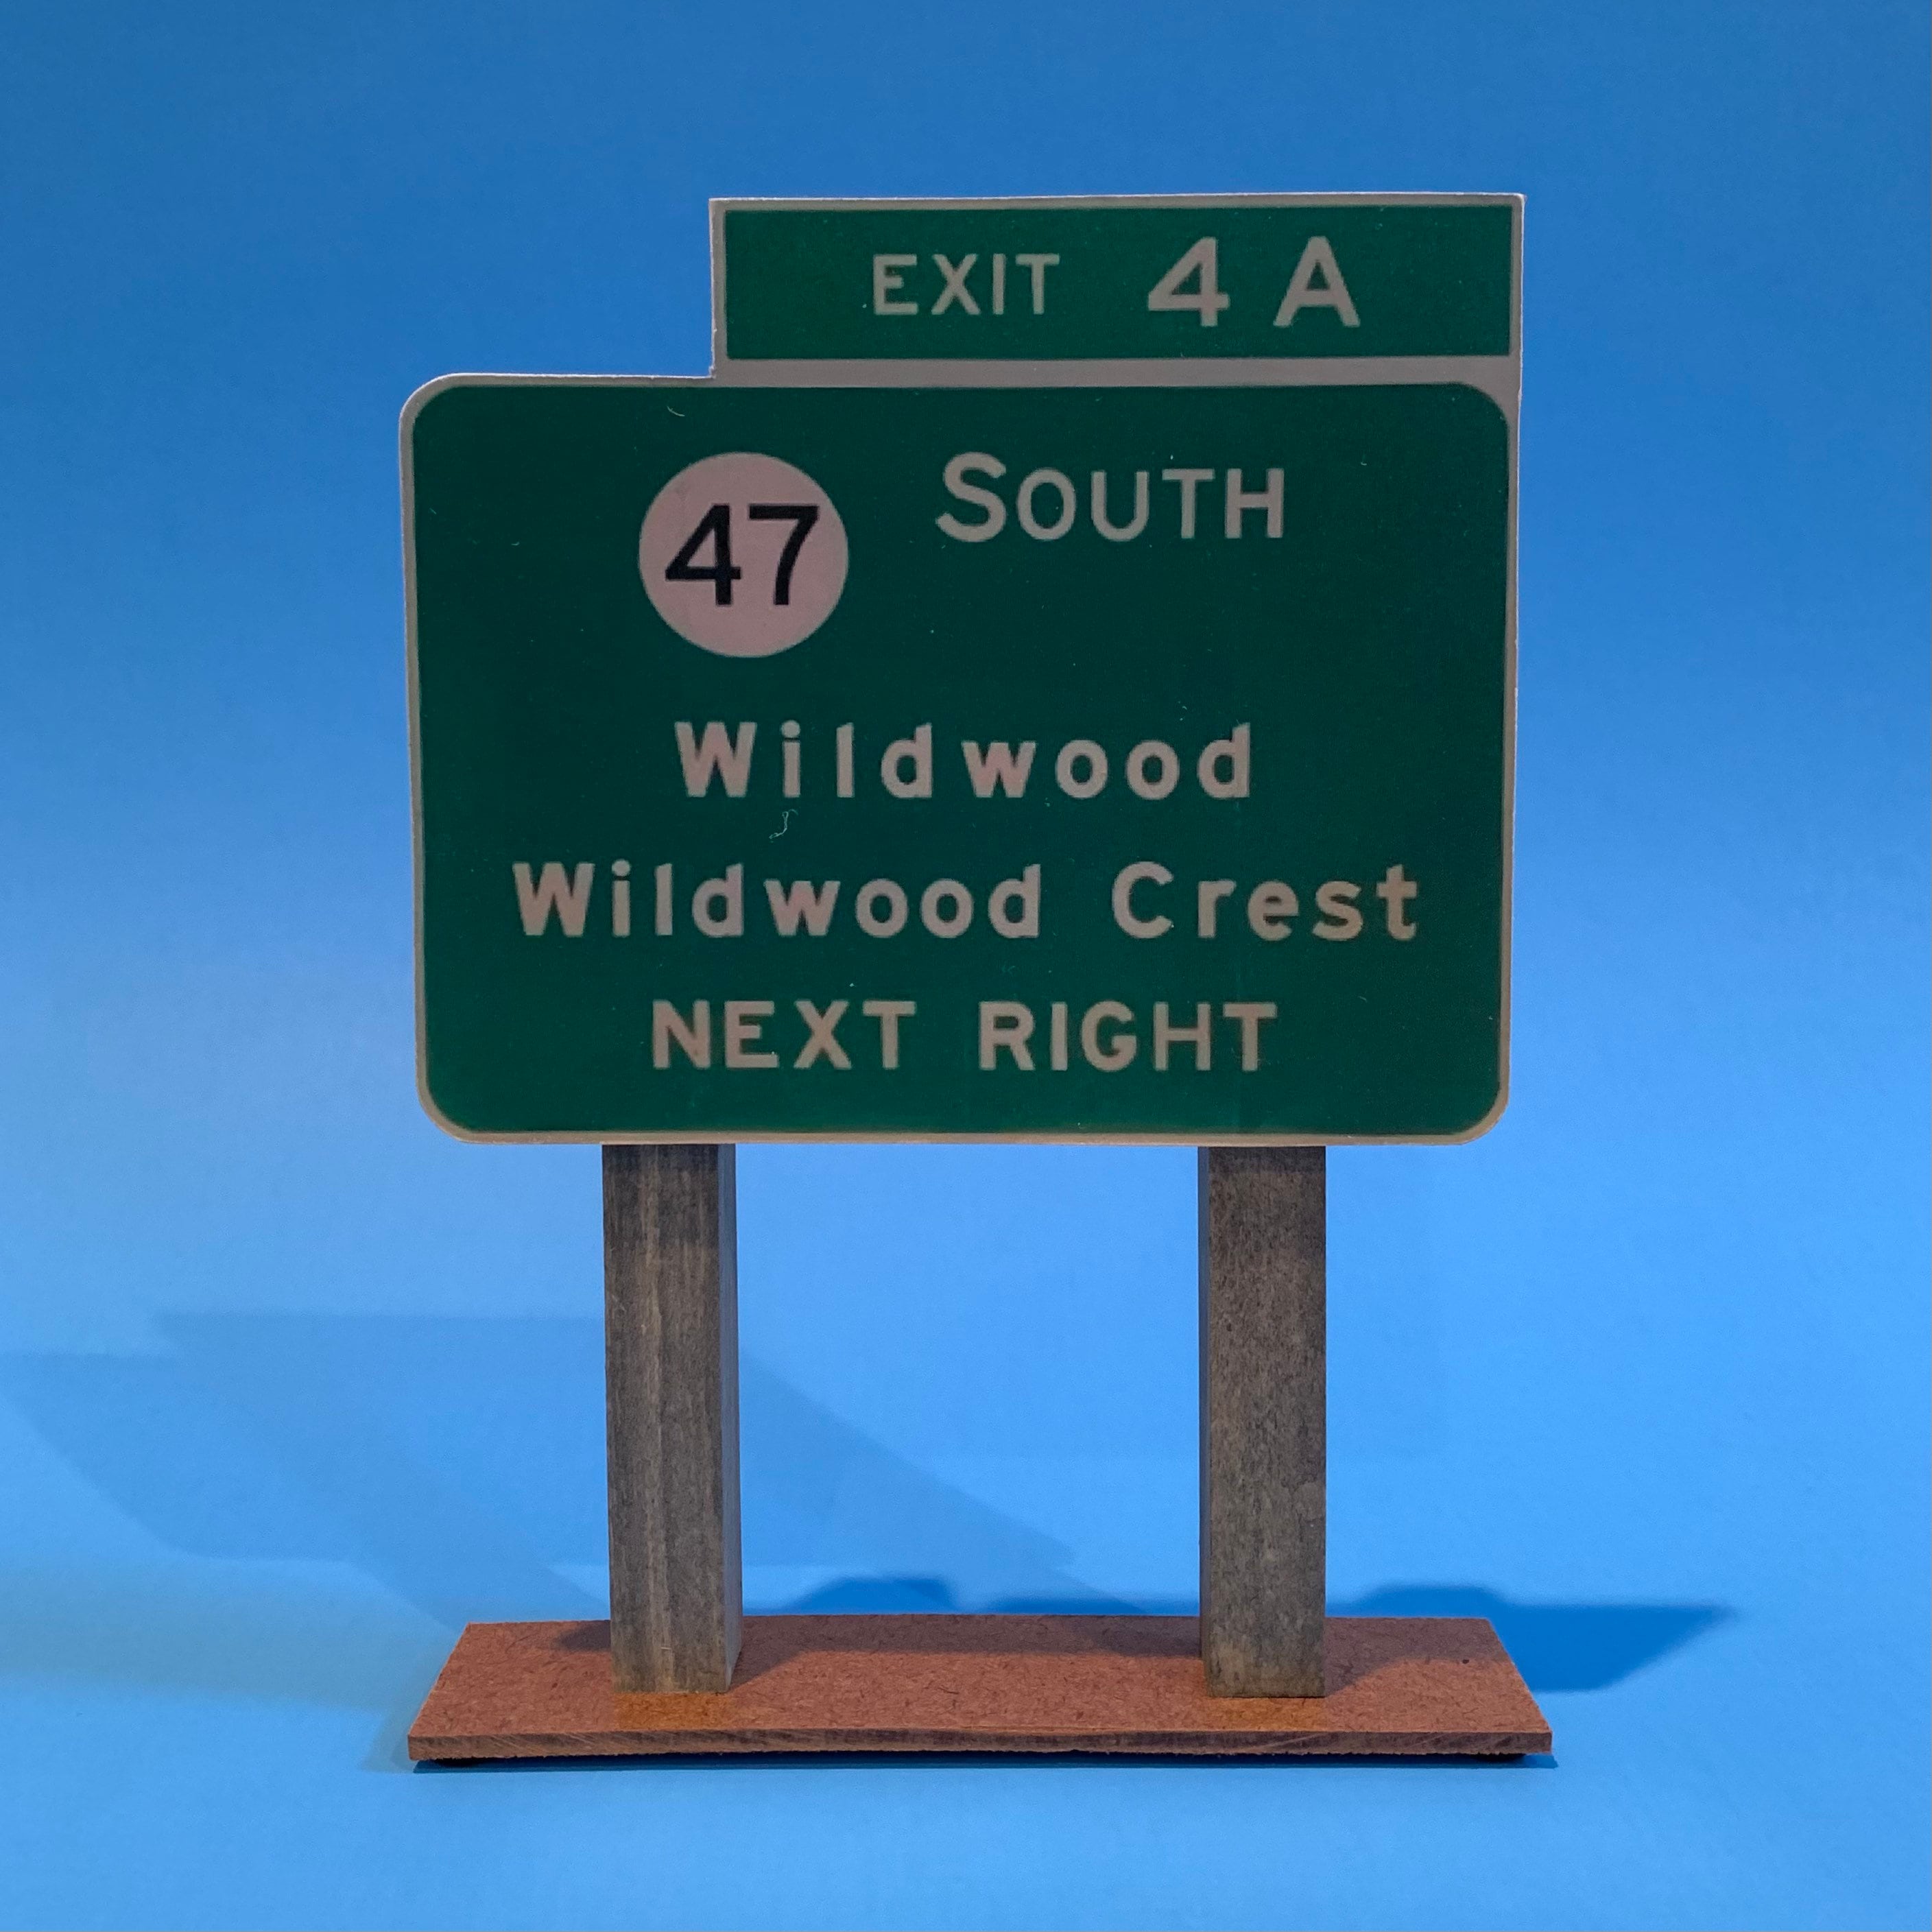 EXIT 4 A
47 SOUTH
Wildwood
Wildwood Crest
NEXT RIGHT